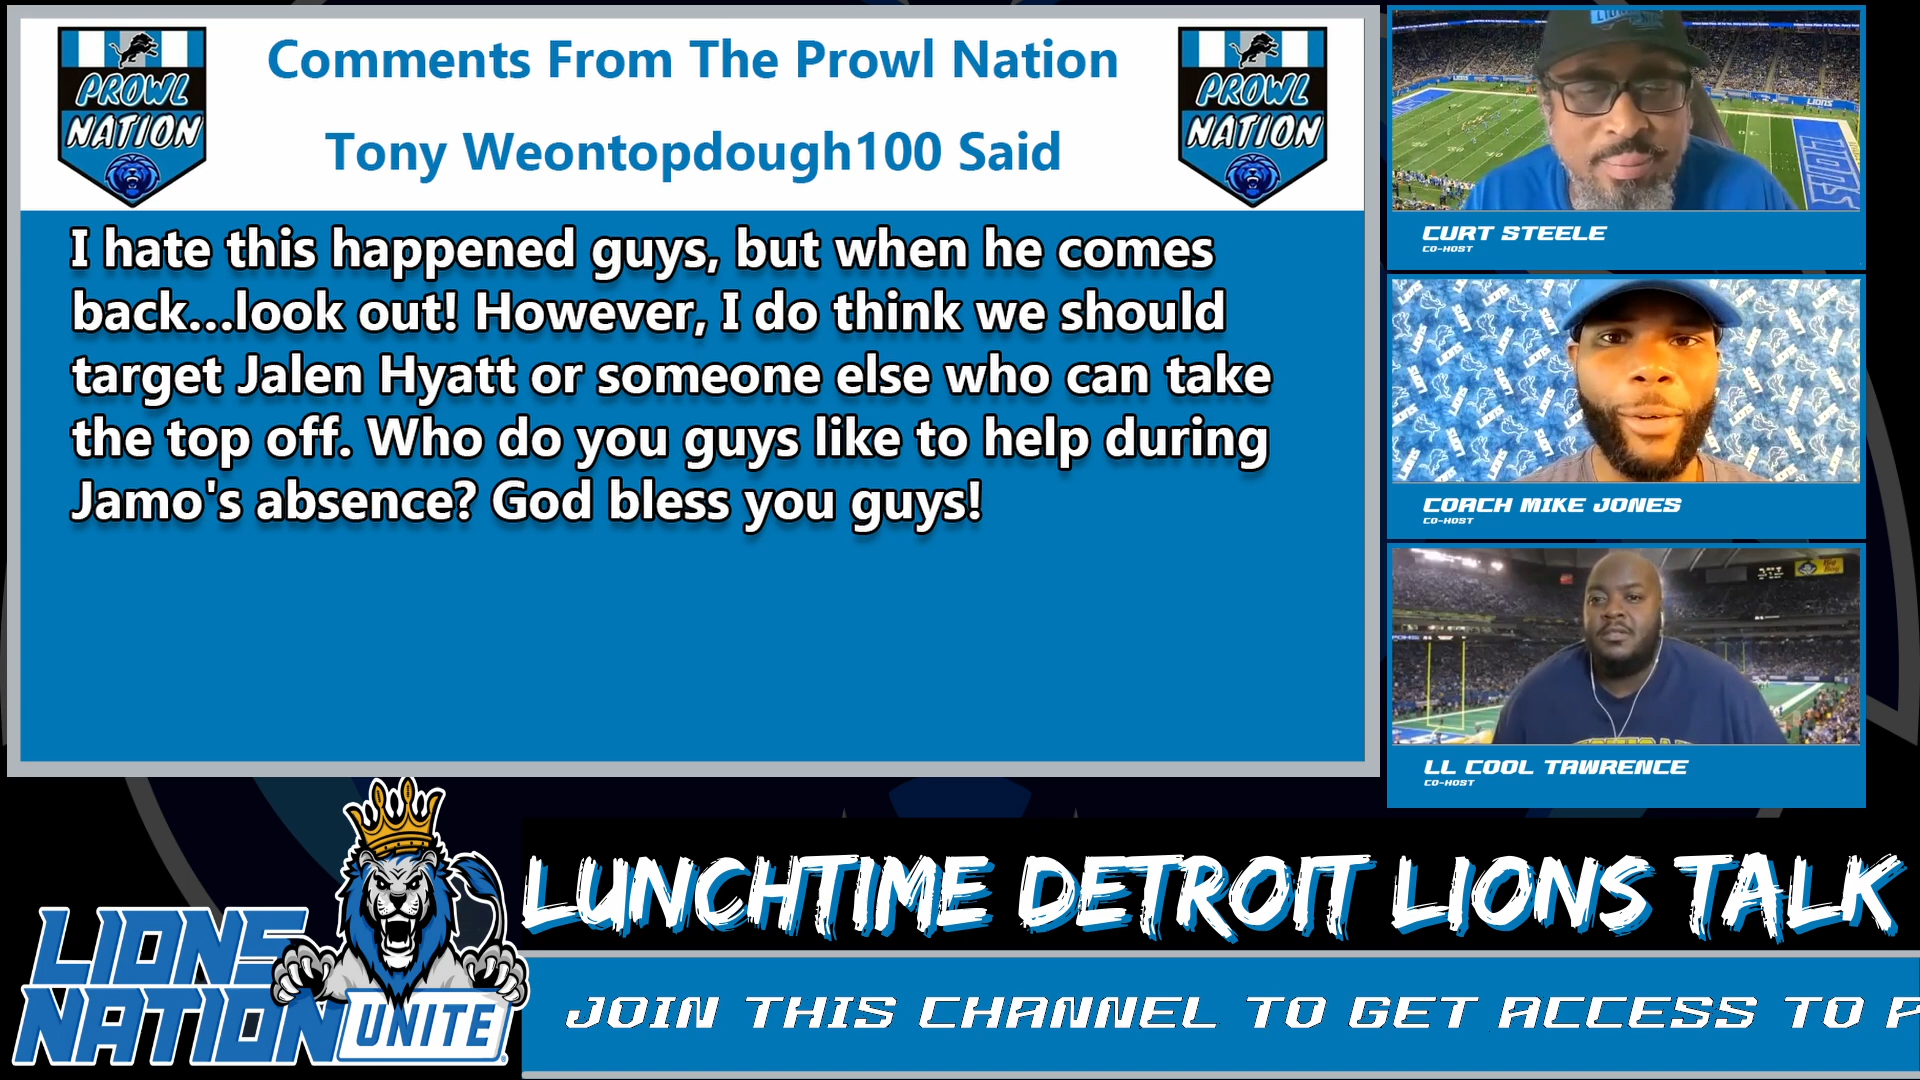 Comments From The Prowl Nation
Tony Weontopdough100 Said
PROWL
NATION
PROWL
NATION
I hate this happened guys, but when he comes
back...look out! However, I do think we should
target Jalen Hyatt or someone else who can take
the top off. Who do you guys like to help during
Jamo's absence? God bless you guys!
LIONS
CURT STEELE
CO-HOST
COACH MIKE JONES
CO-HOST
LL COOL TAWRENCE
CO-HOST
LIONS
NATION
UNITE
LUNCHTIME DETROIT LIONS TALK
JOIN THIS CHANNEL TO GET ACCESS TO P